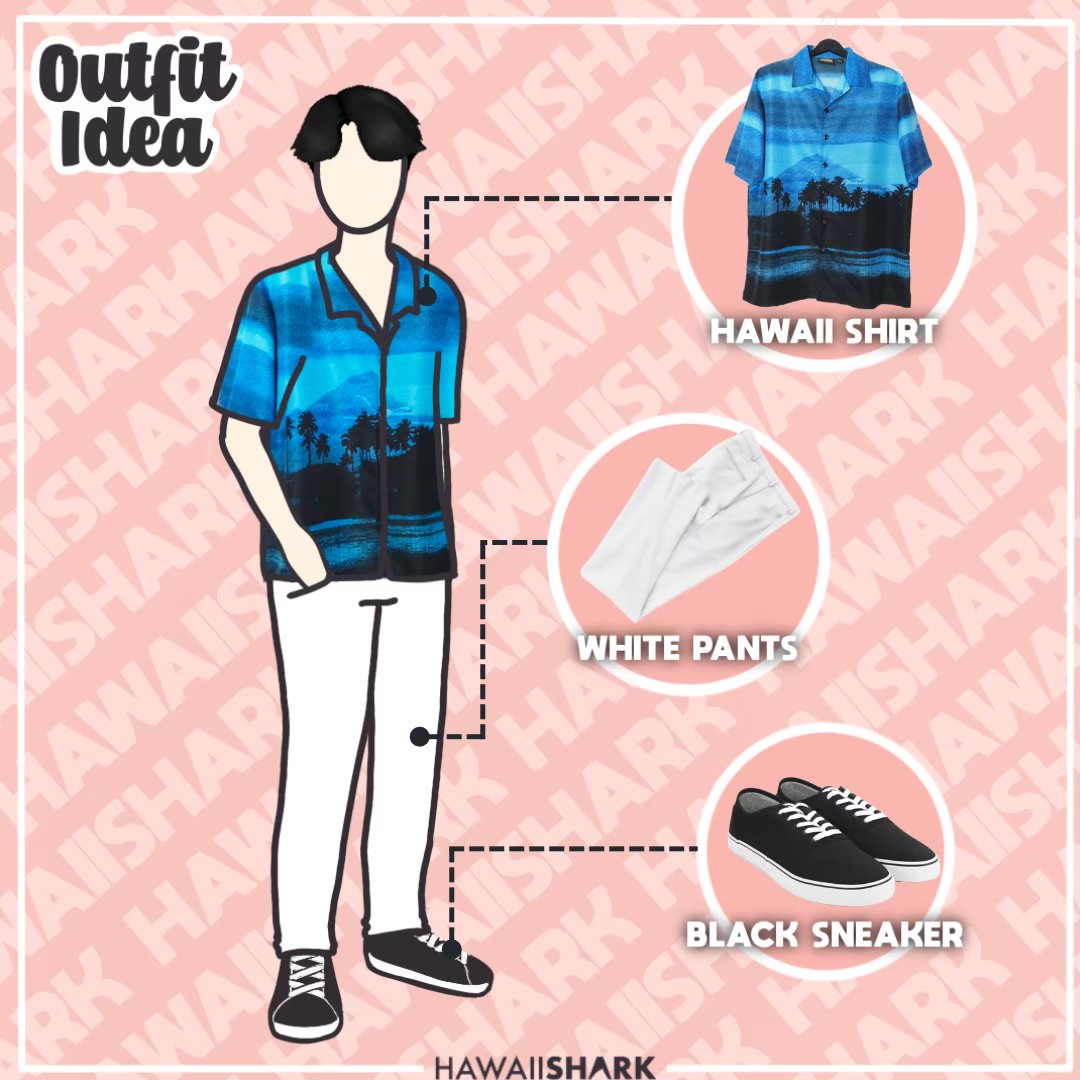 Outfit
Idea
HAWAII SHIRT
WHITE PANTS
BLACK SNEAKER
HAWAIISHARK